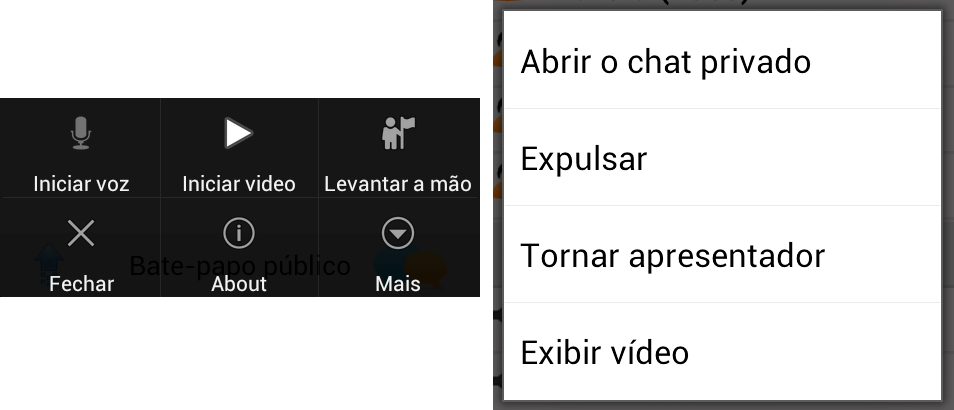 Iniciar voz
Iniciar video
Levantar a mão
Bate-papo público
Fechar
About
Mais
Abrir o chat privado
Expulsar
Tornar apresentador
Exibir vídeo